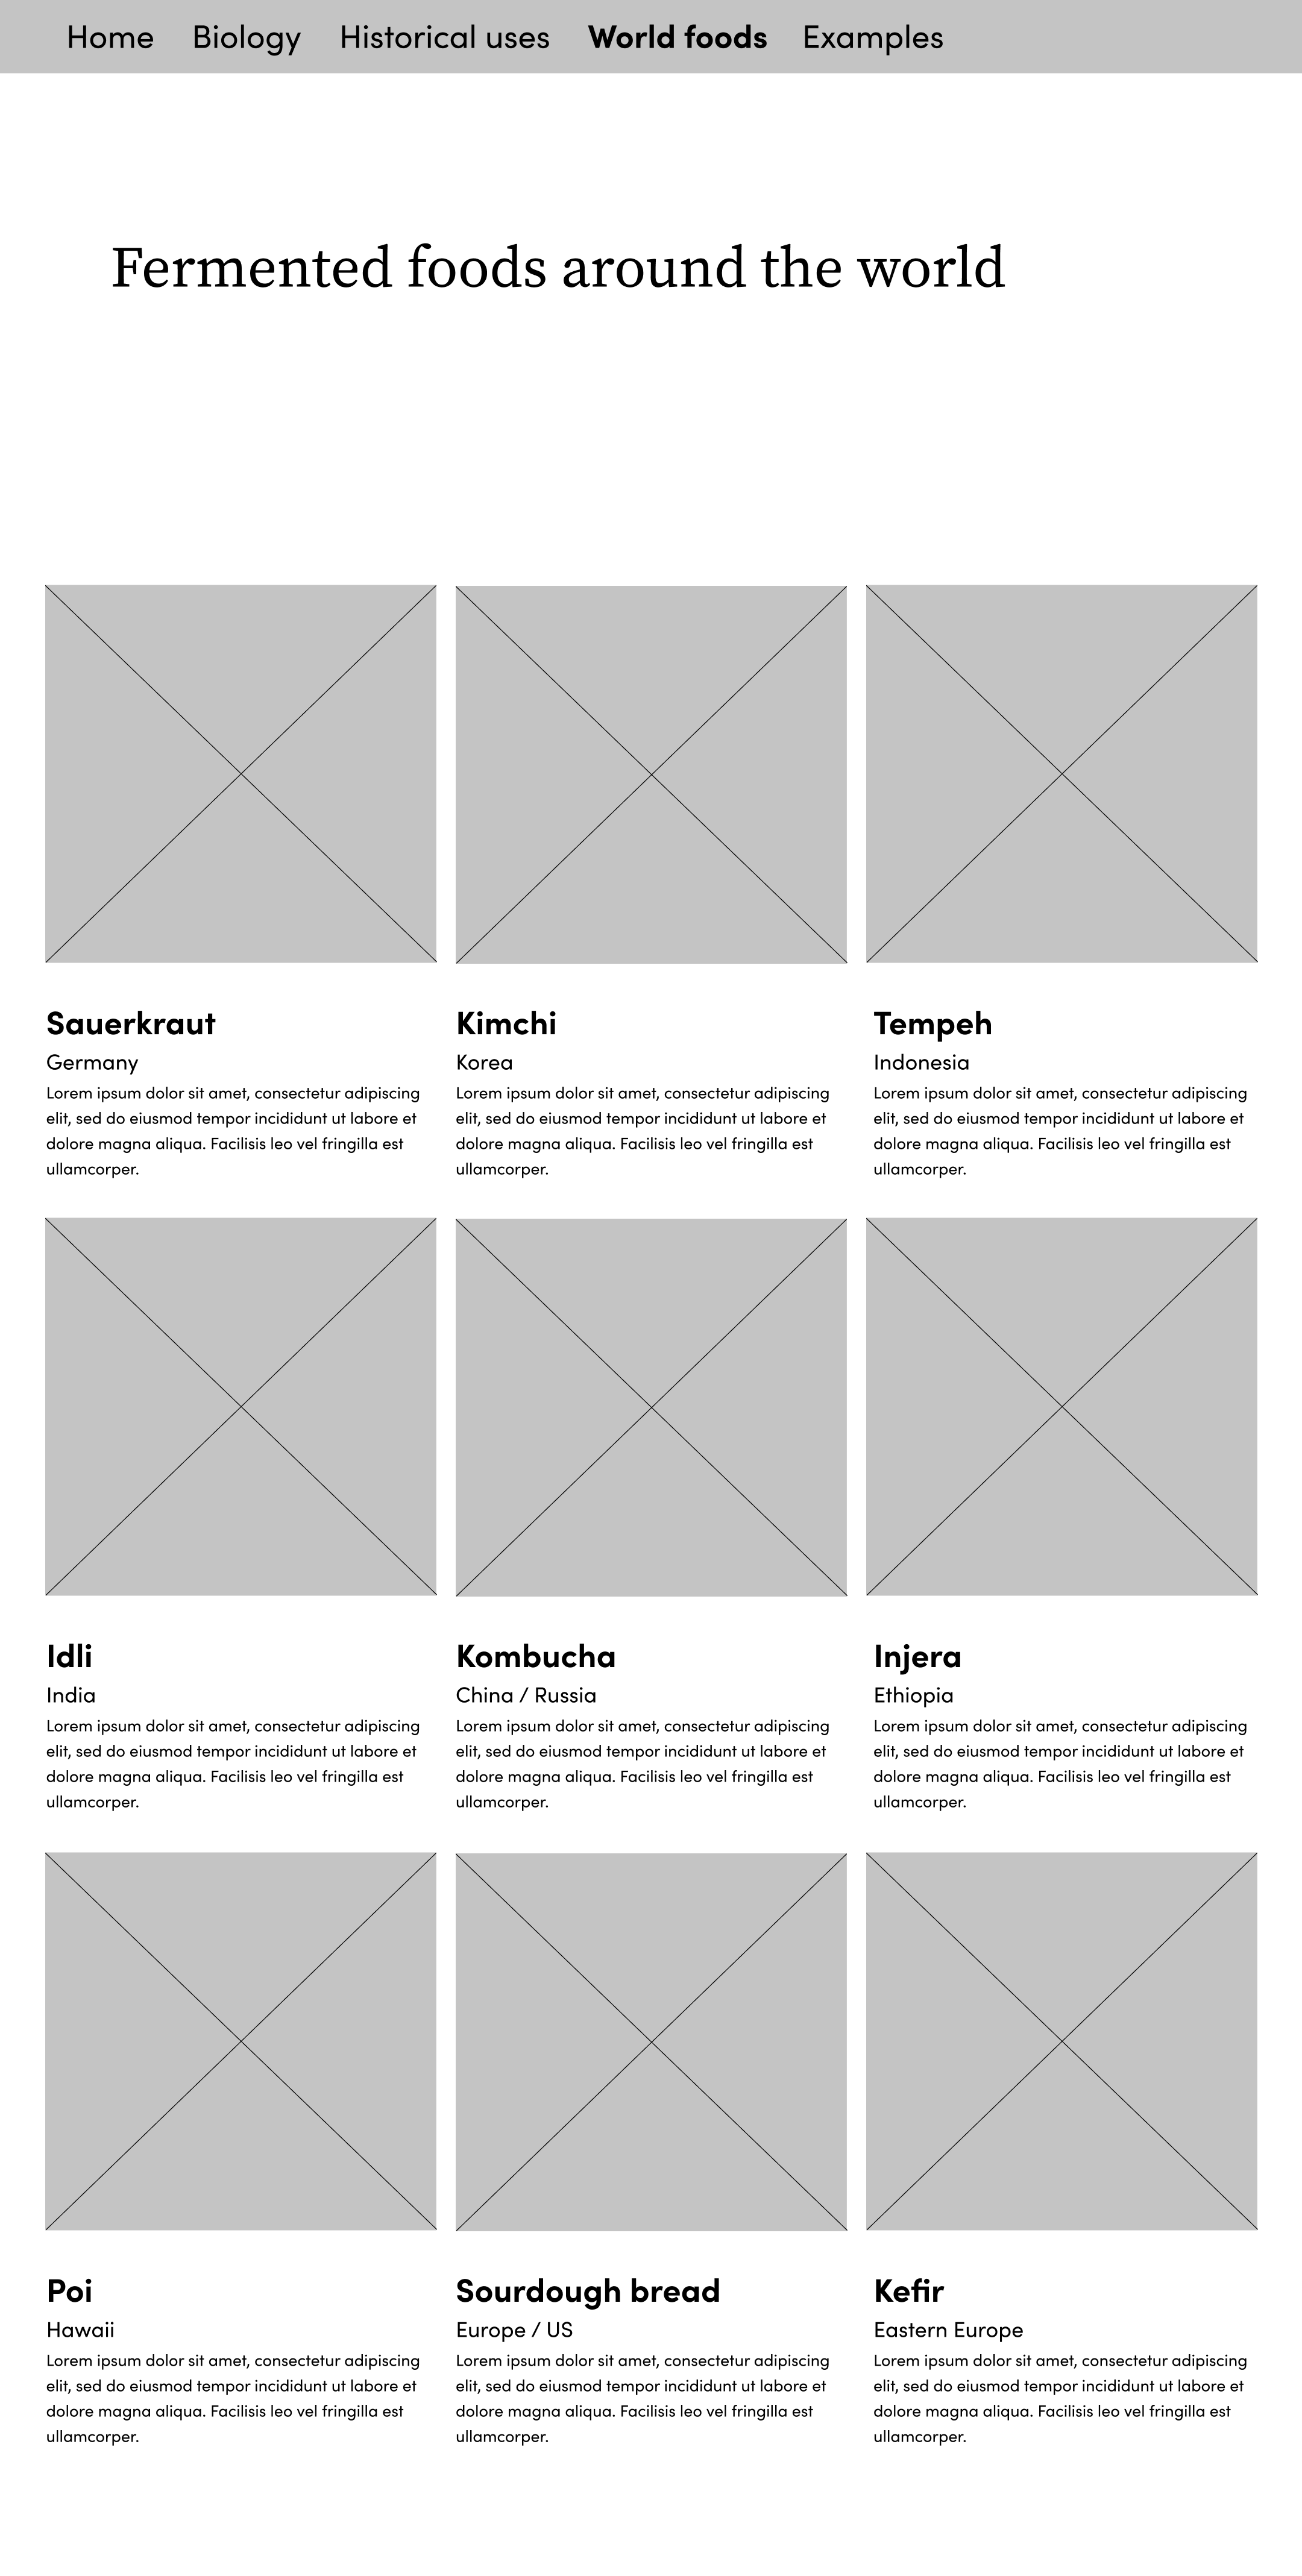 Home Biology Historical uses World foods Examples
Fermented foods around the world
Sauerkraut
Germany
Lorem ipsum dolor sit amet, consectetur adipiscing
elit, sed do eiusmod tempor incididunt ut labore et
dolore magna aliqua. Facilisis leo vel fringilla est
ullamcorper.
Kimchi
Korea
Lorem ipsum dolor sit amet, consectetur adipiscing
elit, sed do eiusmod tempor incididunt ut labore et
dolore magna aliqua. Facilisis leo vel fringilla est
ullamcorper.
Tempeh
Indonesia
Lorem ipsum dolor sit amet, consectetur adipiscing
elit, sed do eiusmod tempor incididunt ut labore et
dolore magna aliqua. Facilisis leo vel fringilla est
ullamcorper.
Idli
India
Lorem ipsum dolor sit amet, consectetur adipiscing
elit, sed do eiusmod tempor incididunt ut labore et
dolore magna aliqua. Facilisis leo vel fringilla est
ullamcorper.
Kombucha
China / Russia
Lorem ipsum dolor sit amet, consectetur adipiscing
elit, sed do eiusmod tempor incididunt ut labore et
dolore magna aliqua. Facilisis leo vel fringilla est
ullamcorper.
Injera
Ethiopia
Lorem ipsum dolor sit amet, consectetur adipiscing
elit, sed do eiusmod tempor incididunt ut labore et
dolore magna aliqua. Facilisis leo vel fringilla est
ullamcorper.
Poi
Hawaii
Lorem ipsum dolor sit amet, consectetur adipiscing
elit, sed do eiusmod tempor incididunt ut labore et
dolore magna aliqua. Facilisis leo vel fringilla est
ullamcorper.
Sourdough bread
Europe / US
Lorem ipsum dolor sit amet, consectetur adipiscing
elit, sed do eiusmod tempor incididunt ut labore et
dolore magna aliqua. Facilisis leo vel fringilla est
ullamcorper.
Kefir
Eastern Europe
Lorem ipsum dolor sit amet, consectetur adipiscing
elit, sed do eiusmod tempor incididunt ut labore et
dolore magna aliqua. Facilisis leo vel fringilla est
ullamcorper.